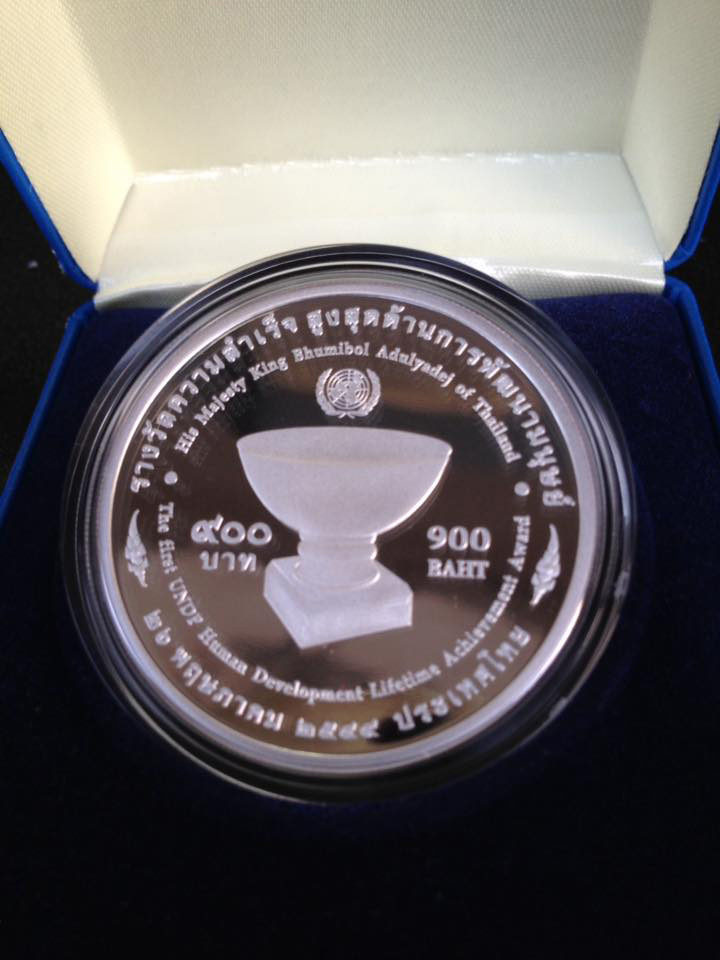 รางวัลความสำเร็จ สูงสุดด้านการพัฒนามนุษย์
His Majesty King Bhumibol Adulyadej of Thailand
๙๐๐
บาท
900
BAHT
The first UNDP Human Development Lifetime Achievement Award
๒๖ พฤษภาคม ๒๕๔๙ ประเทศไทย